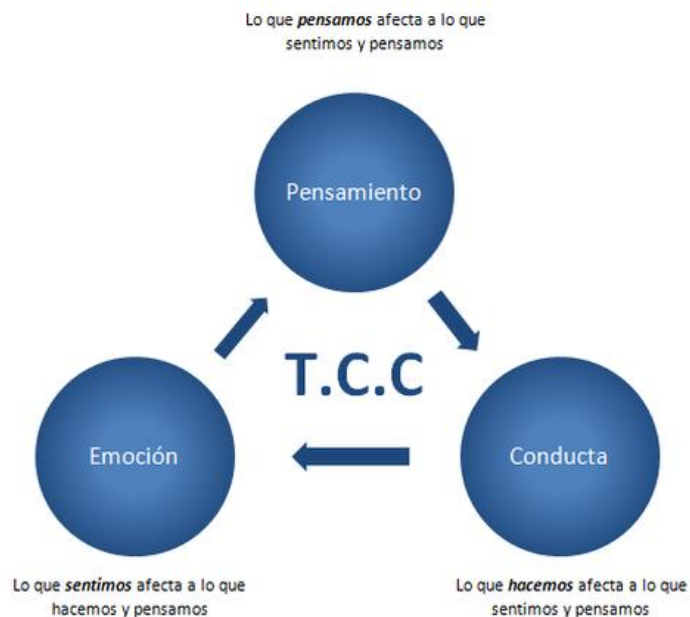 Lo que pensamos afecta a lo que
sentimos y pensamos
Pensamiento
T.C.C
Emoción
Conducta
Lo que sentimos afecta a lo que
hacemos y pensamos
Lo que hacemos afecta a lo que
sentimos y pensamos